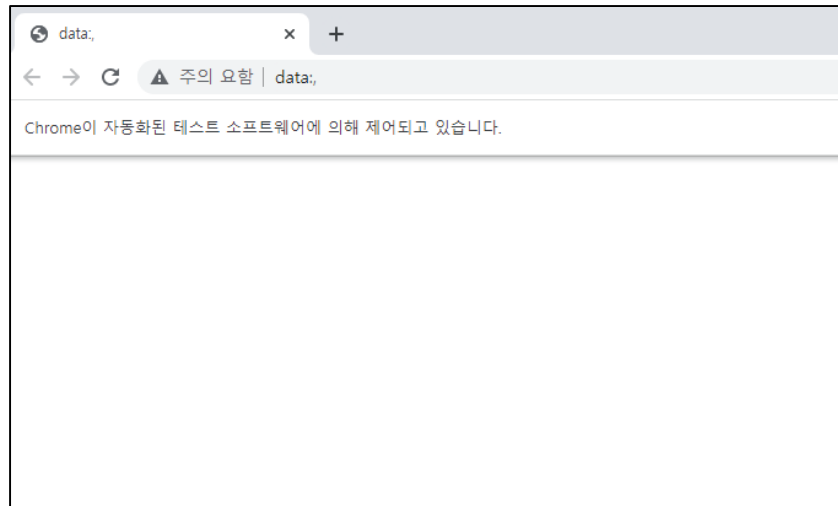 data:,
주의 요함 | data:,
Chrome이 자동화된 테스트 소프트웨어에 의해 제어되고 있습니다.